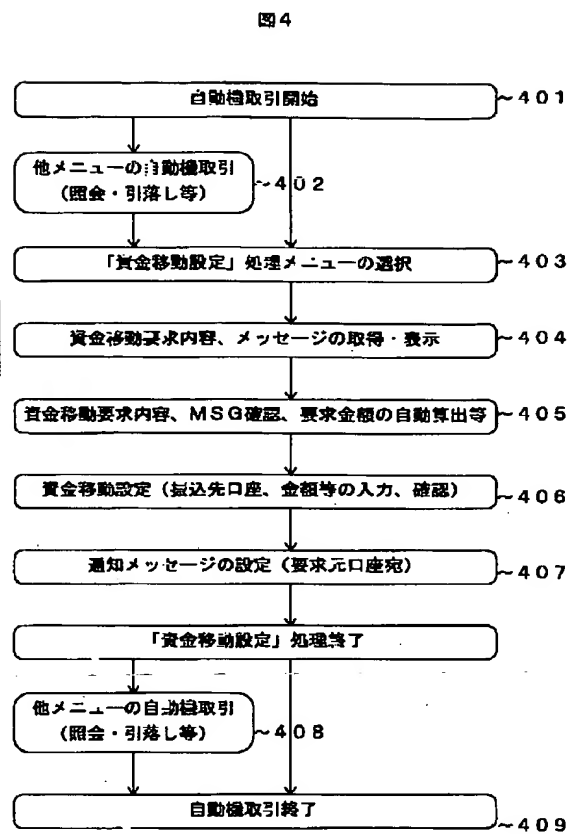 図4
自動機取引開始
~401
他メニューの自動機取引
(照会・引落し等)
~402
「資金移動設定」処理メニューの選択
~403
資金移動要求内容、メッセージの取得・表示
~404
資金移動要求内容、MSG確認、要求金額の自動算出等
~405
資金移動設定(振込先口座、金額等の入力、確認)
~406
通知メッセージの設定(要求元口座宛)
~407
「資金移動設定」処理終了
他メニューの自動機取引
(照会・引落し等)
~408
自動機取引終了
~409